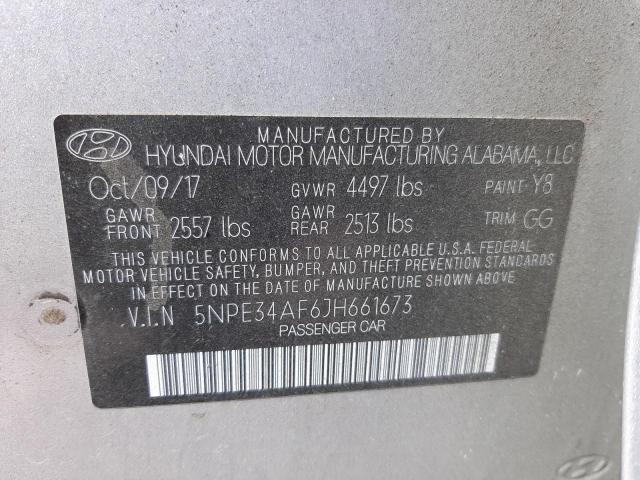 MANUFACTURED BY
HYUNDAI MOTOR MANUFACTURING ALABAMA, LLC
Oct/09/17 GVWR 4497 lbs PAINT Y8
GAWR FRONT 2557 lbs GAWR REAR 2513 lbs TRIM GG
THIS VEHICLE CONFORMS TO ALL APPLICABLE U.S.A. FEDERAL
MOTOR VEHICLE SAFETY, BUMPER, AND THEFT PREVENTION STANDARDS
IN EFFECT ON THE DATE OF MANUFACTURE SHOWN ABOVE.
V.I.N 5NPE34AF6JH661673
PASSENGER CAR